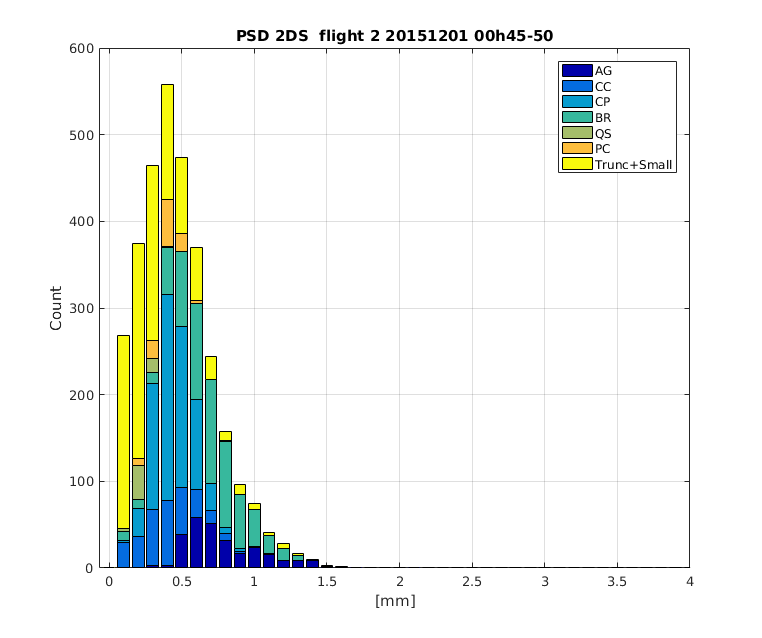 PSD 2DS flight 2 20151201 00h45-50
600
500
400
300
200
100
0
Count
AG
CC
CP
BR
QS
PC
Trunc+Small
0 0.5 1 1.5 2 2.5 3 3.5 4
[mm]